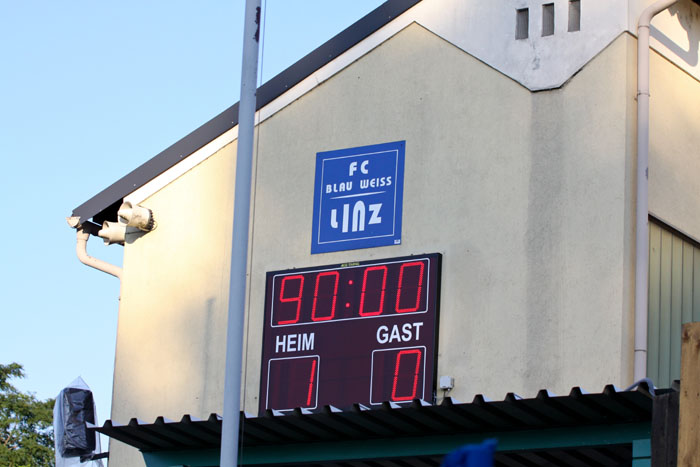 FC
BLAU WEISS
LINZ
90:00
HEIM GAST
1 0